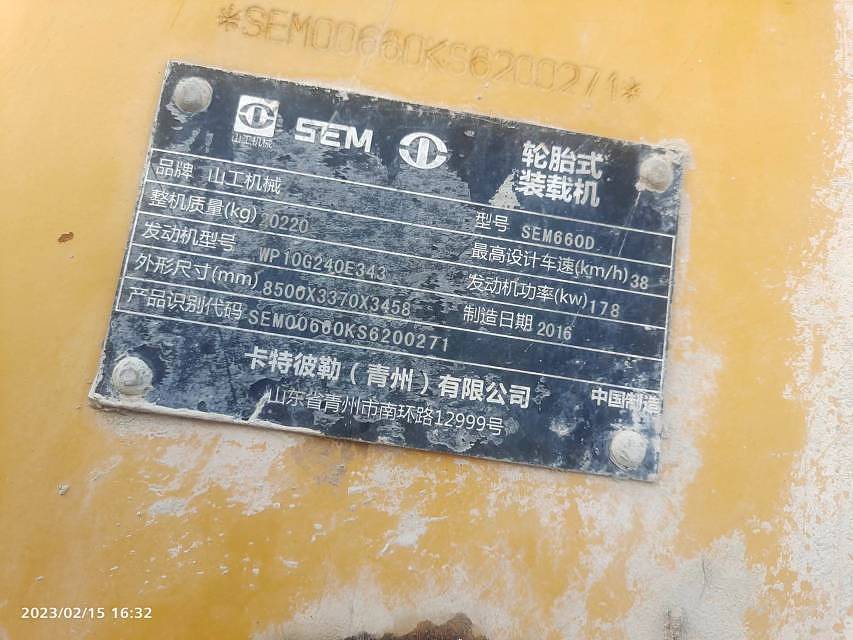 *SEM00660KS6200271*
山工机械 SEM
轮胎式
装载机
品牌 山工机械
型号 SEM660D
整机质量(kg) 20220
最高设计车速(km/h) 38
发动机型号 WP10G240E343
发动机功率(kw) 178
外形尺寸(mm) 8500X3370X3458
制造日期 2016
产品识别代码 SEM00660KS6200271
卡特彼勒（青州）有限公司
中国制造
山东省青州市南环路12999号
2023/02/15 16:32